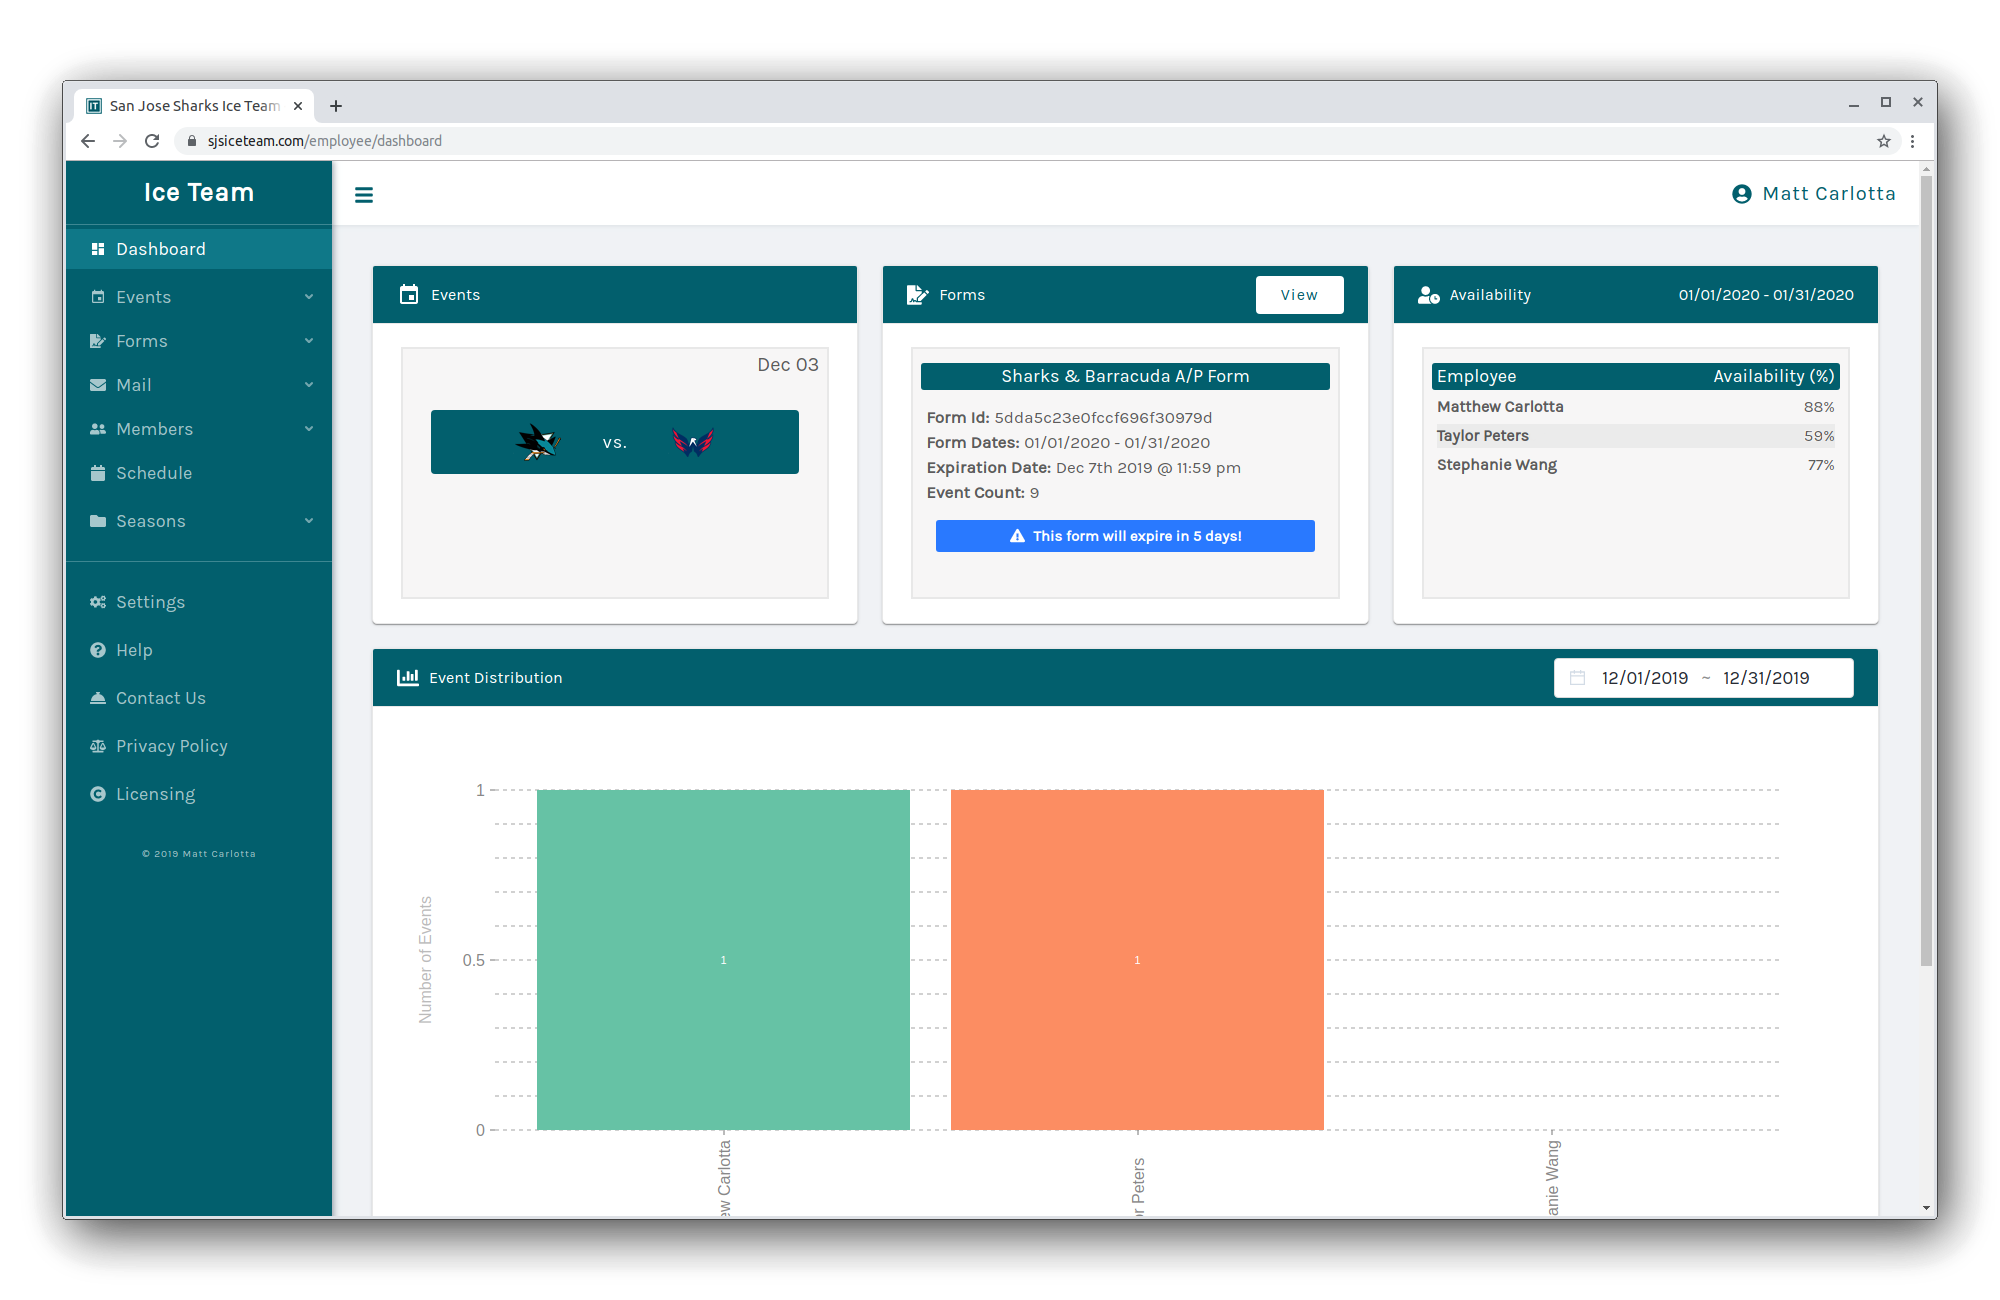 San Jose Sharks Ice Team
sjsiceteam.com/employee/dashboard
Ice Team
Matt Carlotta
Dashboard
Events
Forms
Mail
Members
Schedule
Seasons
Settings
Help
Contact Us
Privacy Policy
Licensing
© 2019 Matt Carlotta
Events
Dec 03
vs.
Forms
View
Sharks & Barracuda A/P Form
Form Id: 5dda5c23e0fccf696f30979d
Form Dates: 01/01/2020 - 01/31/2020
Expiration Date: Dec 7th 2019 @ 11:59 pm
Event Count: 9
This form will expire in 5 days!
Availability 01/01/2020 - 01/31/2020
Employee Availability (%)
Matthew Carlotta 88%
Taylor Peters 59%
Stephanie Wang 77%
Event Distribution
12/01/2019 ~ 12/31/2019
Number of Events
1
0.5
0
1
1
ew Carlotta
or Peters
anie Wang